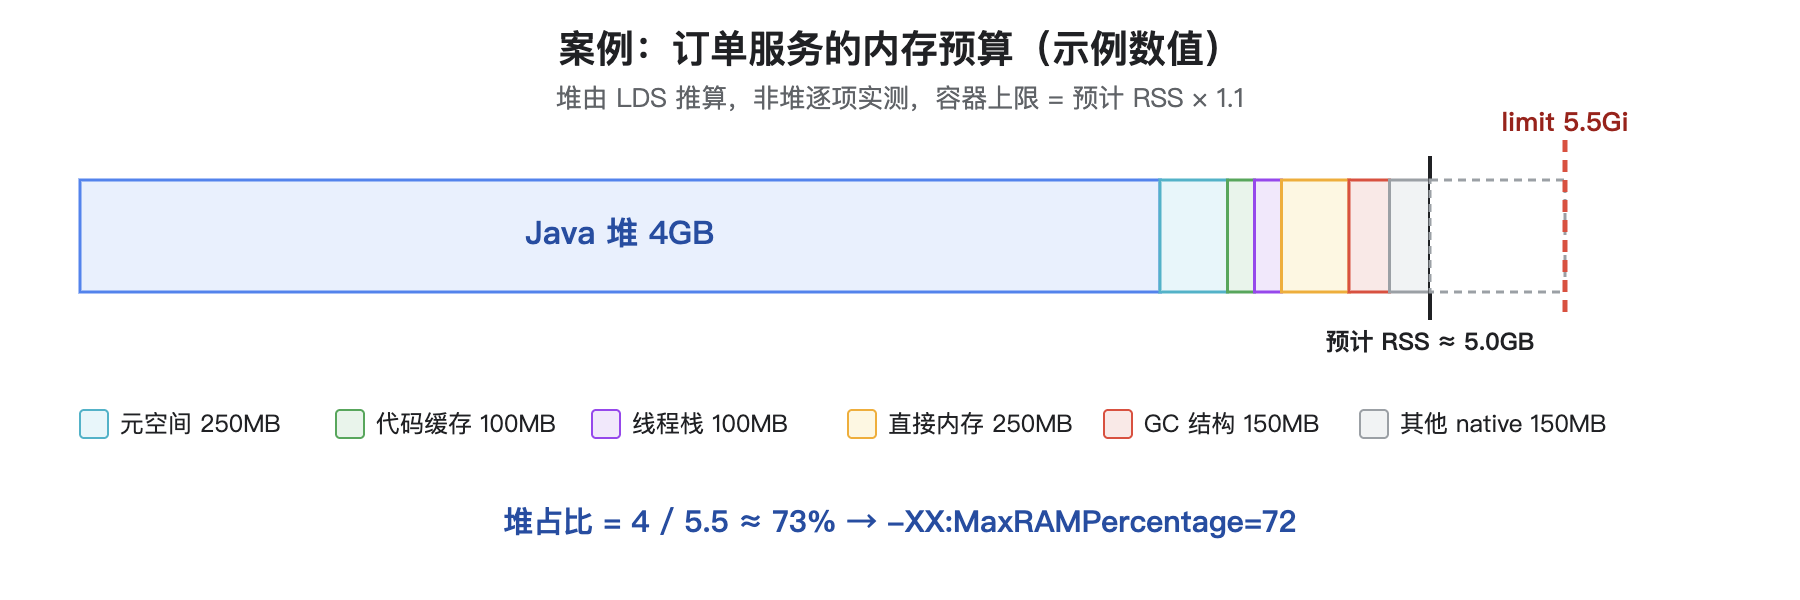 案例：订单服务的内存预算（示例数值）
堆由 LDS 推算，非堆逐项实测，容器上限 = 预计 RSS × 1.1
limit 5.5Gi
Java 堆 4GB
预计 RSS ≈ 5.0GB
元空间 250MB
代码缓存 100MB
线程栈 100MB
直接内存 250MB
GC 结构 150MB
其他 native 150MB
堆占比 = 4 / 5.5 ≈ 73% → –XX:MaxRAMPercentage=72